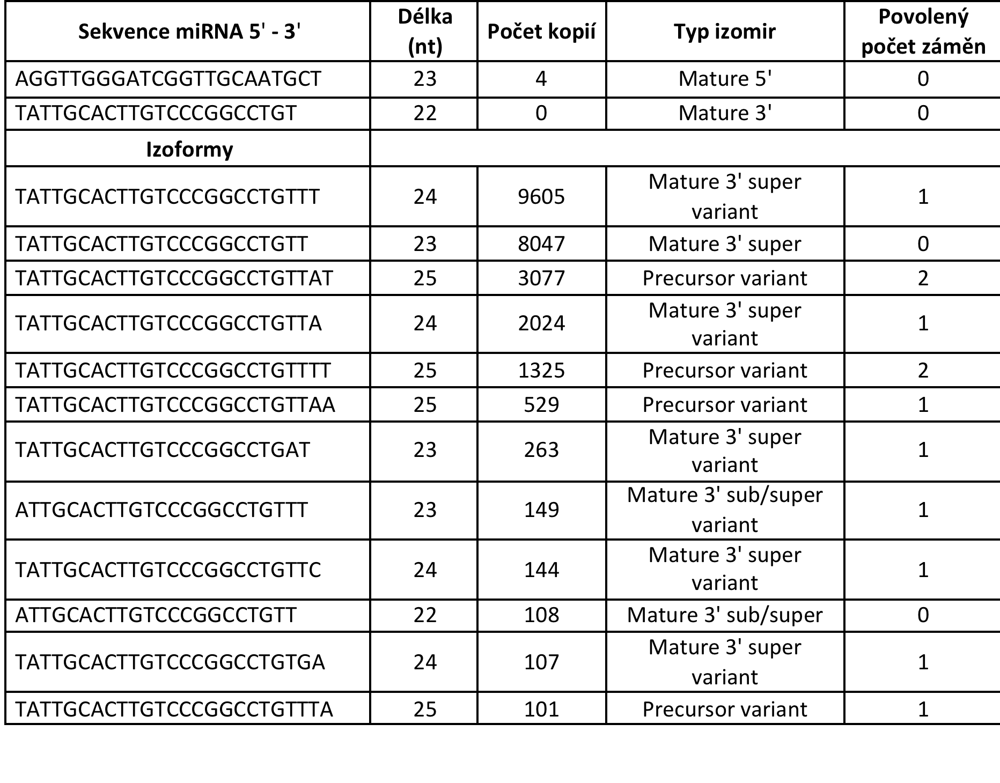 Sekvence miRNA 5' - 3'
Délka
(nt)
Počet kopií
Typ izomir
Povolený
počet záměn
AGGTTGGGATCGGTTGCAATGCT 23 4 Mature 5' 0
TATTGCACTTGTCCCGGCCTGT 22 0 Mature 3' 0
Izoformy
TATTGCACTTGTCCCGGCCTGTTT 24 9605 Mature 3' super
variant 1
TATTGCACTTGTCCCGGCCTGTT 23 8047 Mature 3' super 0
TATTGCACTTGTCCCGGCCTGTTAT 25 3077 Precursor variant 2
TATTGCACTTGTCCCGGCCTGTTA 24 2024 Mature 3' super
variant 1
TATTGCACTTGTCCCGGCCTGTTTT 25 1325 Precursor variant 2
TATTGCACTTGTCCCGGCCTGTTAA 25 529 Precursor variant 1
TATTGCACTTGTCCCGGCCTGAT 23 263 Mature 3' super
variant 1
ATTGCACTTGTCCCGGCCTGTTT 23 149 Mature 3' sub/super
variant 1
TATTGCACTTGTCCCGGCCTGTTC 24 144 Mature 3' super
variant 1
ATTGCACTTGTCCCGGCCTGTT 22 108 Mature 3' sub/super 0
TATTGCACTTGTCCCGGCCTGTGA 24 107 Mature 3' super
variant 1
TATTGCACTTGTCCCGGCCTGTTTA 25 101 Precursor variant 1